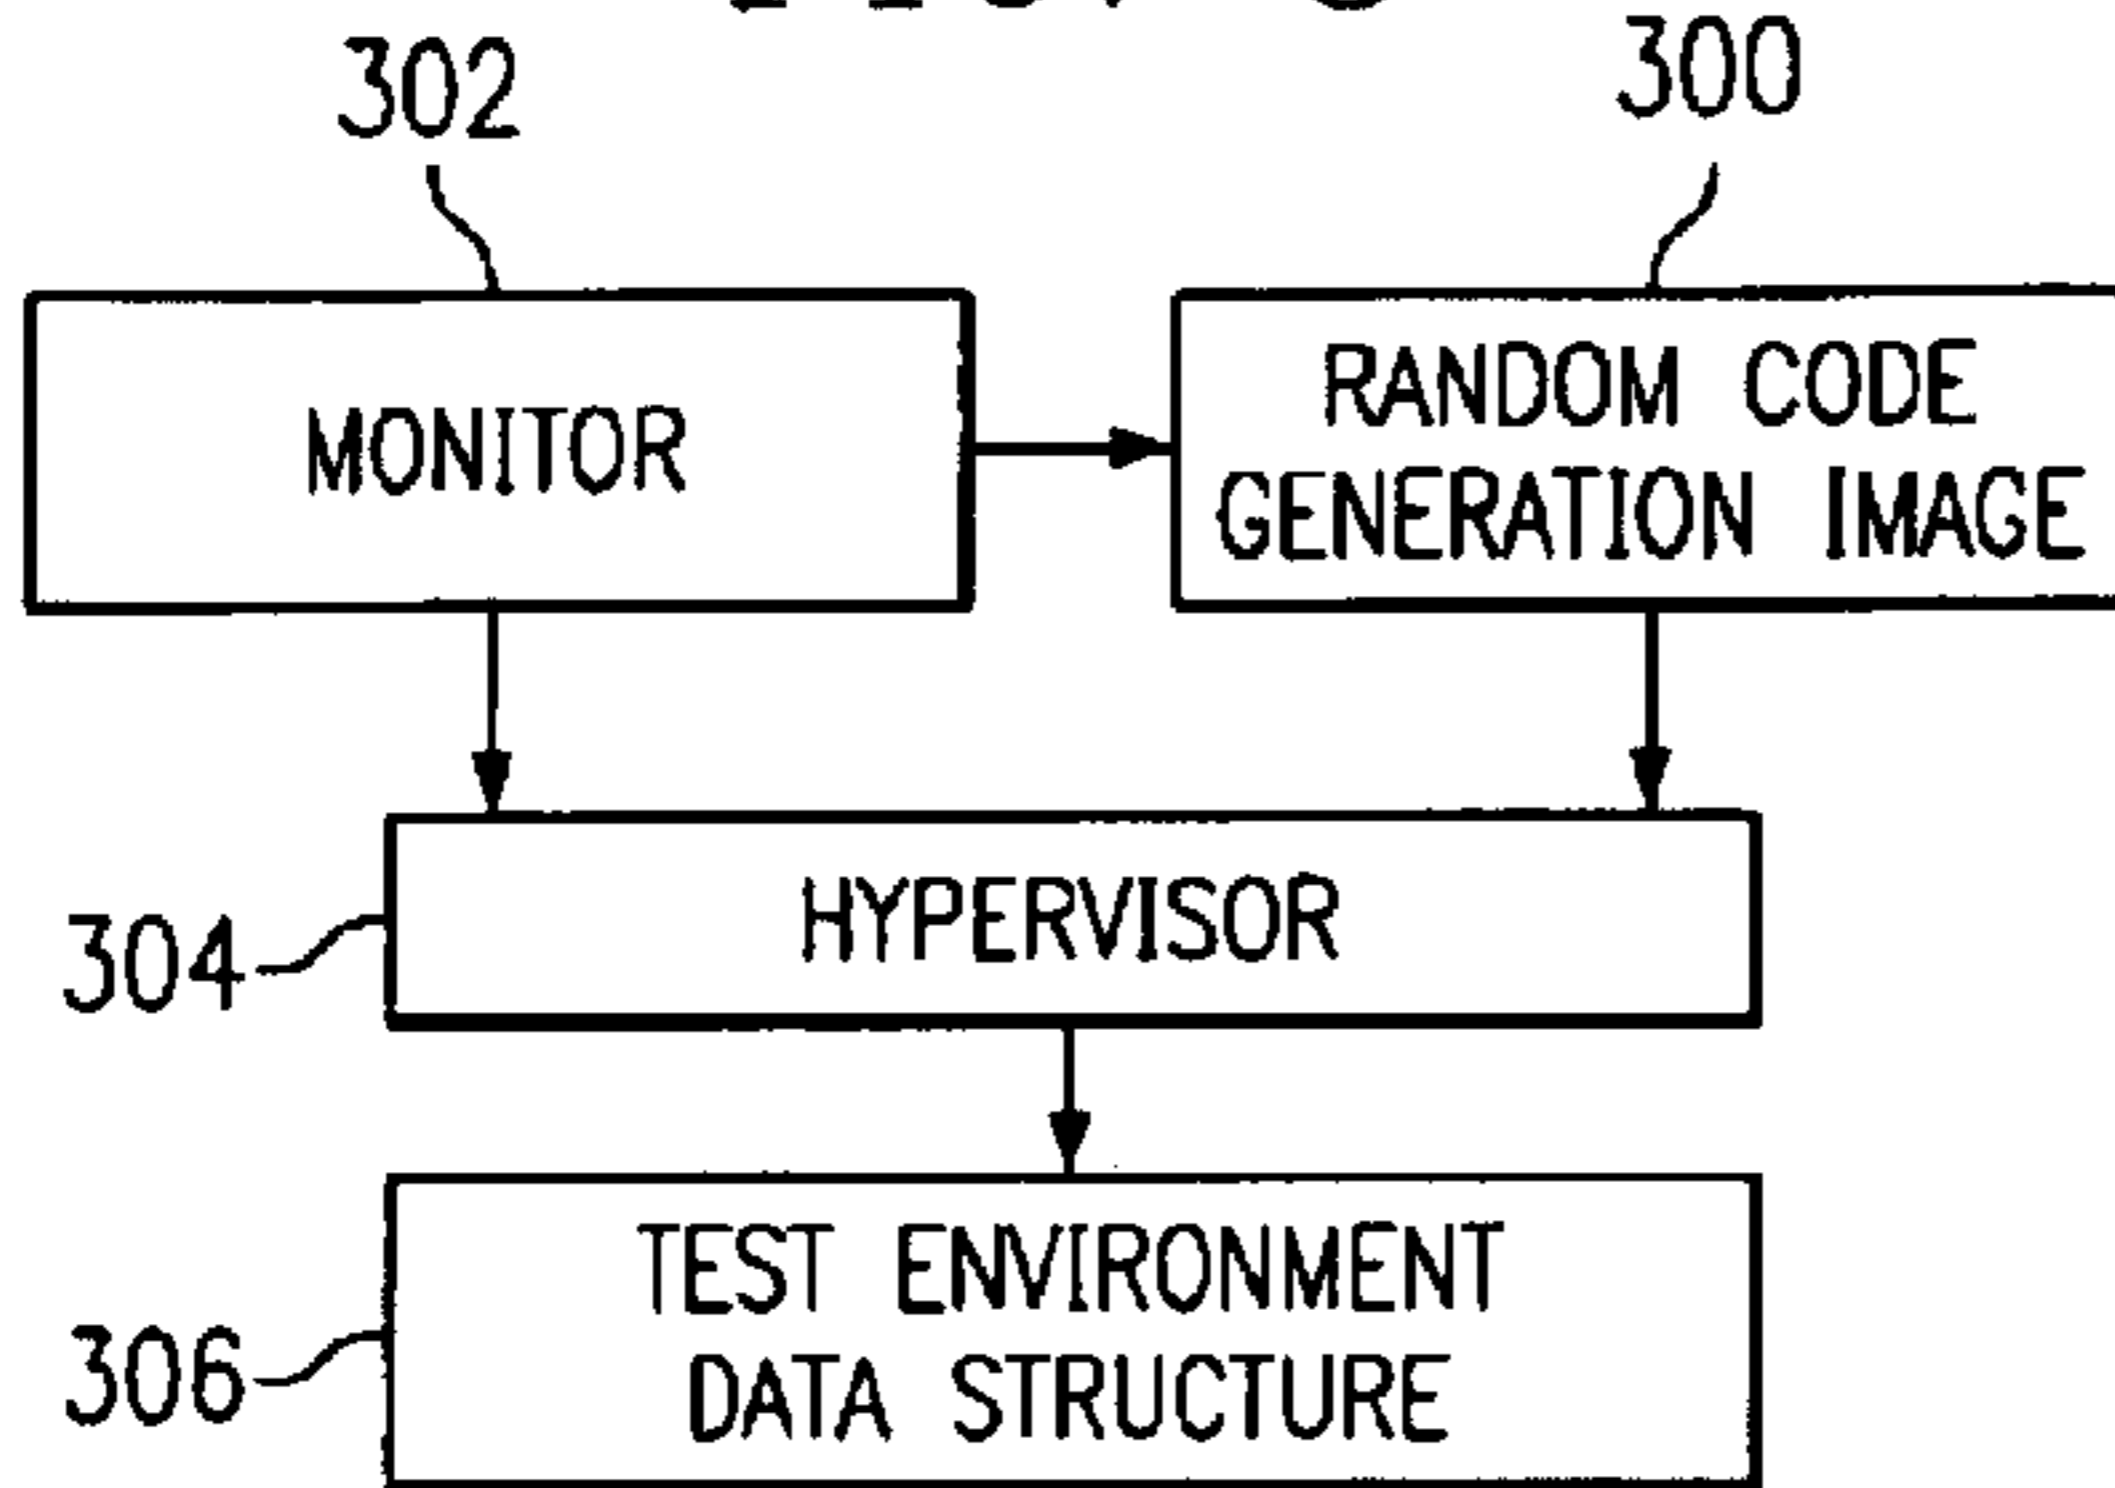 302
300
MONITOR
RANDOM CODE
GENERATION IMAGE
HYPERVISOR
304
TEST ENVIRONMENT
DATA STRUCTURE
306